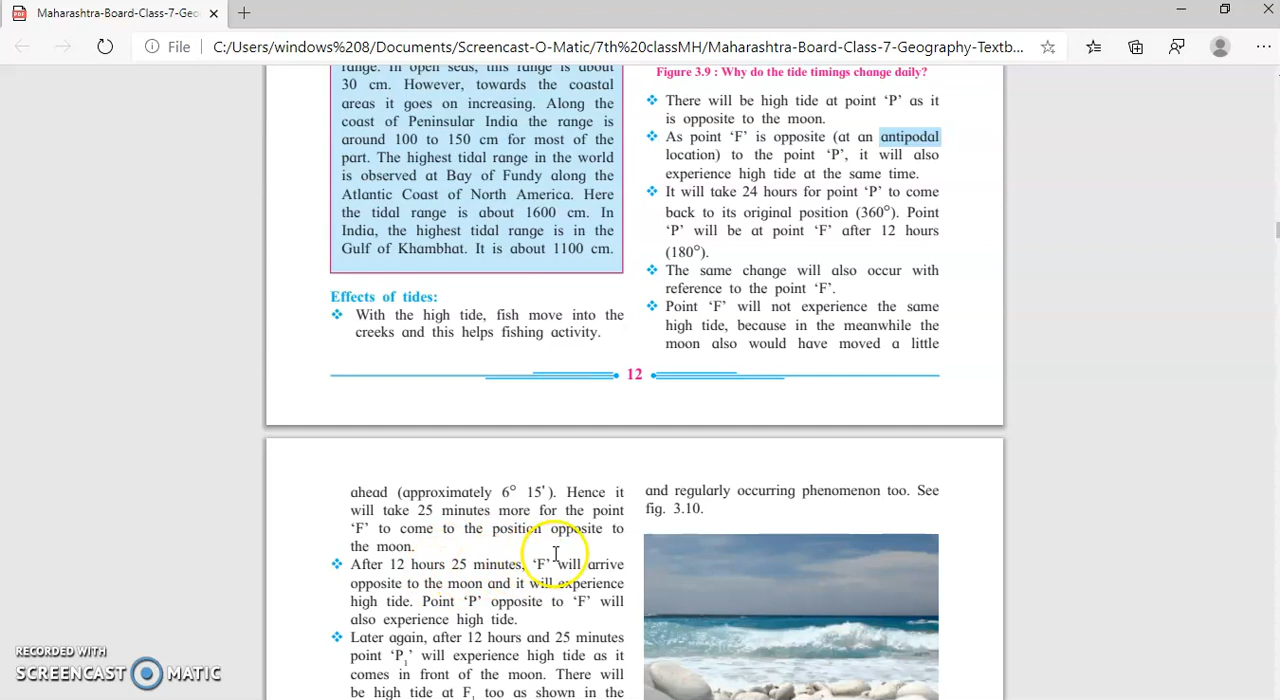 Maharashtra-Board-Class-7-Geo
File
C:/Users/windows%208/Documents/Screencast-O-Matic/7th%20classMH/Maharashtra-Board-Class-7-Geography-Textb...
range. In open seas, this range is about
30 cm. However, towards the coastal
areas it goes on increasing. Along the
coast of Peninsular India the range is
around 100 to 150 cm for most of the
part. The highest tidal range in the world
is observed at Bay of Fundy along the
Atlantic Coast of North America. Here
the tidal range is about 1600 cm. In
India, the highest tidal range is in the
Gulf of Khambhat. It is about 1100 cm.
Effects of tides:
❖ With the high tide, fish move into the
creeks and this helps fishing activity.
Figure 3.9 : Why do the tide timings change daily?
❖ There will be high tide at point ‘P’ as it
is opposite to the moon.
❖ As point ‘F’ is opposite (at an antipodal
location) to the point ‘P’, it will also
experience high tide at the same time.
❖ It will take 24 hours for point ‘P’ to come
back to its original position (360°). Point
‘P’ will be at point ‘F’ after 12 hours
(180°).
❖ The same change will also occur with
reference to the point ‘F’.
❖ Point ‘F’ will not experience the same
high tide, because in the meanwhile the
moon also would have moved a little
12
ahead (approximately 6° 15'). Hence it
will take 25 minutes more for the point
‘F’ to come to the position opposite to
the moon.
❖ After 12 hours 25 minutes, ‘F’ will arrive
opposite to the moon and it will experience
high tide. Point ‘P’ opposite to ‘F’ will
also experience high tide.
❖ Later again, after 12 hours and 25 minutes
point ‘P₁’ will experience high tide as it
comes in front of the moon. There will
be high tide at F₁ too as shown in the
and regularly occurring phenomenon too. See
fig. 3.10.
RECORDED WITH
SCREENCAST MATIC